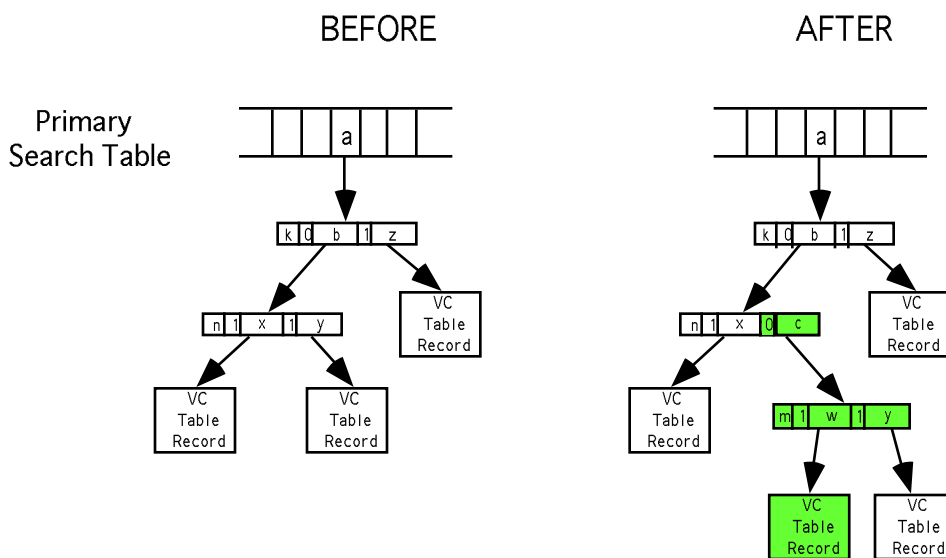 BEFORE AFTER
Primary
Search Table
a a
k 0 b 1 z k 0 b 1 z
VC VC
Table Table
Record Record
n 1 x 1 y n 1 x 0 c
VC VC VC
Table Table Table
Record Record Record
m 1 w 1 y
VC VC
Table Table
Record Record